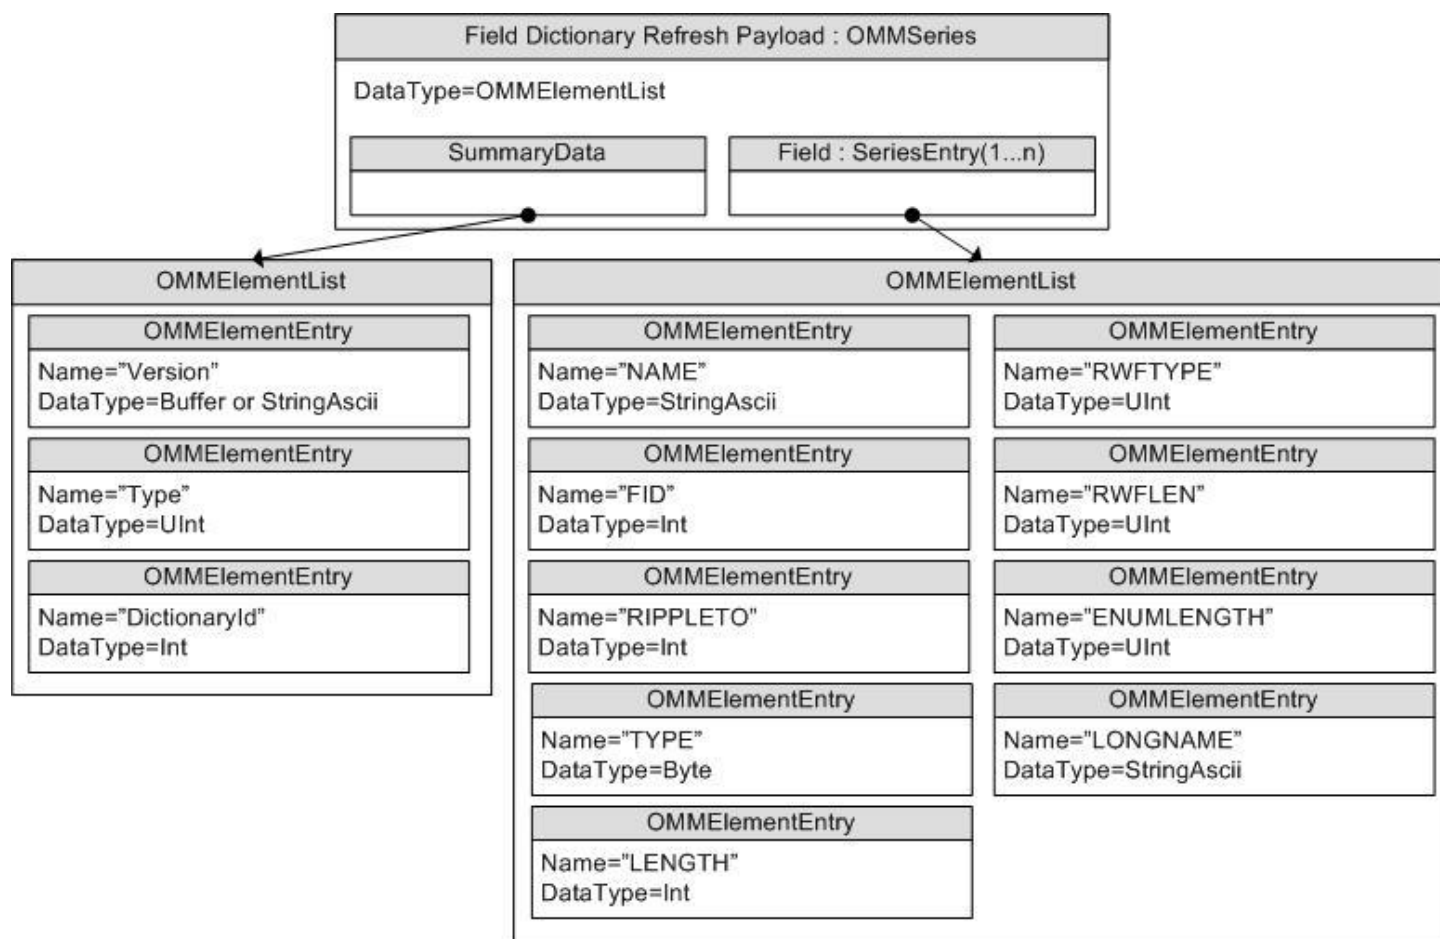 Field Dictionary Refresh Payload : OMMSeries
DataType=OMMElementList
SummaryData
Field : SeriesEntry(1...n)
OMMElementList
OMMElementEntry
Name=”Version”
DataType=Buffer or StringAscii
OMMElementEntry
Name=”Type”
DataType=UInt
OMMElementEntry
Name=”DictionaryId”
DataType=Int
OMMElementList
OMMElementEntry
Name=”NAME”
DataType=StringAscii
OMMElementEntry
Name=”FID”
DataType=Int
OMMElementEntry
Name=”RIPPLETO”
DataType=Int
OMMElementEntry
Name=”TYPE”
DataType=Byte
OMMElementEntry
Name=”LENGTH”
DataType=Int
OMMElementEntry
Name=”RWFTYPE”
DataType=UInt
OMMElementEntry
Name=”RWFLEN”
DataType=UInt
OMMElementEntry
Name=”ENUMLENGTH”
DataType=UInt
OMMElementEntry
Name=”LONGNAME”
DataType=StringAscii